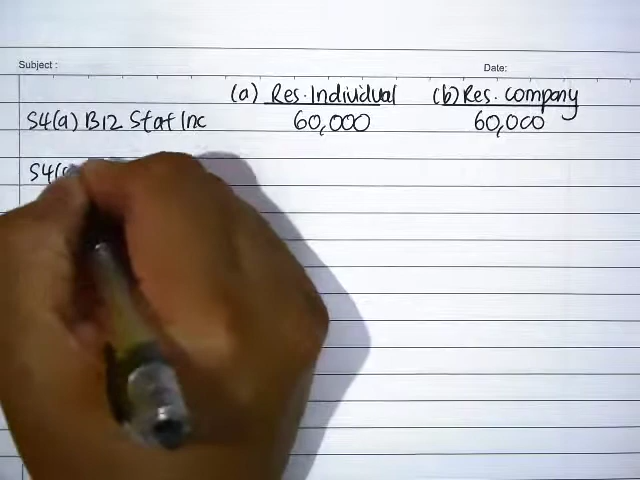 Subject : Date:
(a) Res. Individual (b) Res. company
S4(a) B12 Stat Inc 60,000 60,000
S4(